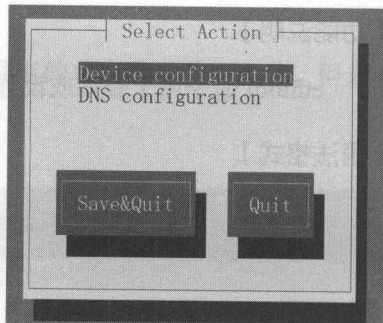 Select Action
Device configuration
DNS configuration
Save&Quit
Quit